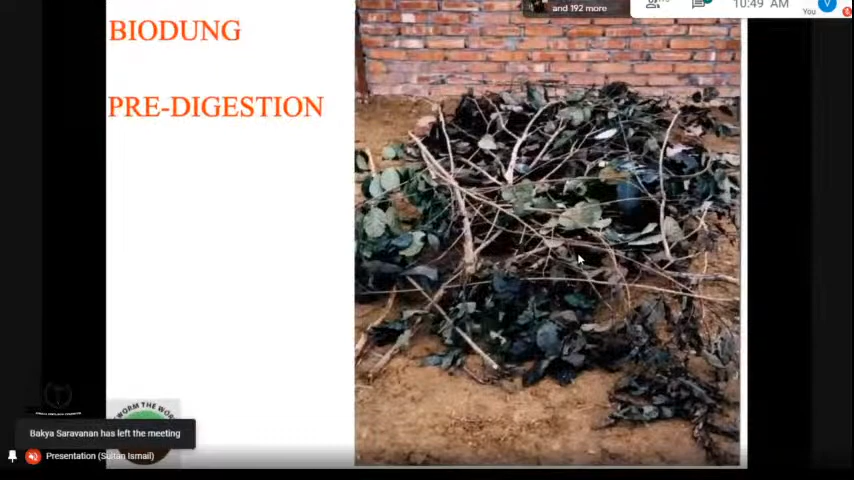 and 192 more
10:49 AM
You
BIODUNG
PRE-DIGESTION
WORM THE WO
Bakya Saravanan has left the meeting
Presentation (Sultan Ismail)